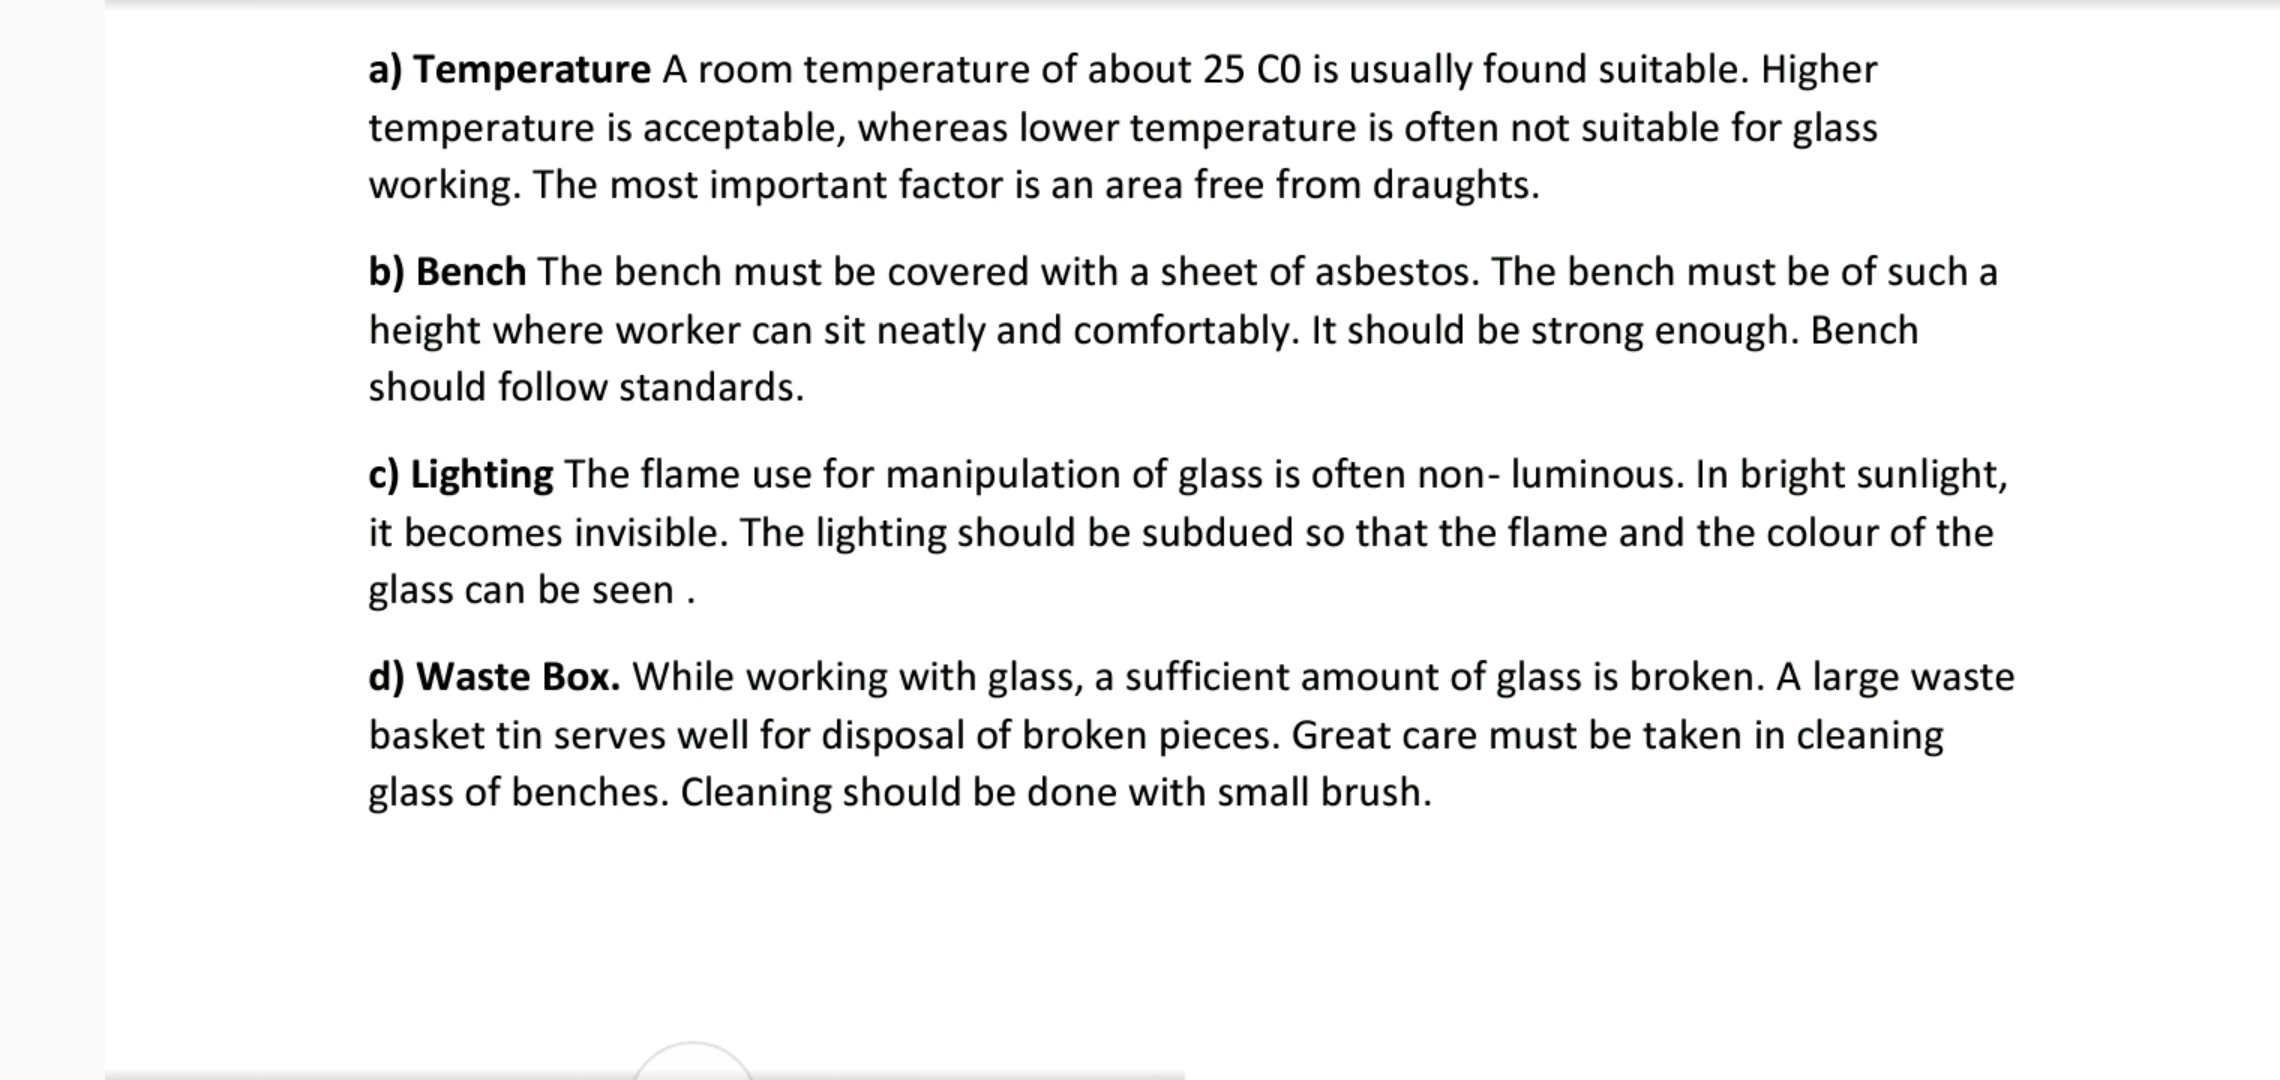 a) Temperature A room temperature of about 25 C0 is usually found suitable. Higher
temperature is acceptable, whereas lower temperature is often not suitable for glass
working. The most important factor is an area free from draughts.
b) Bench The bench must be covered with a sheet of asbestos. The bench must be of such a
height where worker can sit neatly and comfortably. It should be strong enough. Bench
should follow standards.
c) Lighting The flame use for manipulation of glass is often non- luminous. In bright sunlight,
it becomes invisible. The lighting should be subdued so that the flame and the colour of the
glass can be seen .
d) Waste Box. While working with glass, a sufficient amount of glass is broken. A large waste
basket tin serves well for disposal of broken pieces. Great care must be taken in cleaning
glass of benches. Cleaning should be done with small brush.